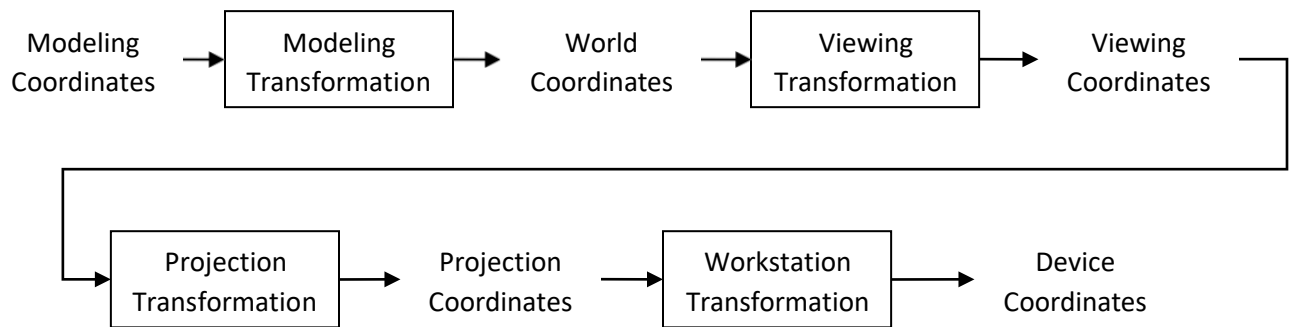 Modeling
Coordinates
Modeling
Transformation
World
Coordinates
Viewing
Transformation
Viewing
Coordinates
Projection
Transformation
Projection
Coordinates
Workstation
Transformation
Device
Coordinates